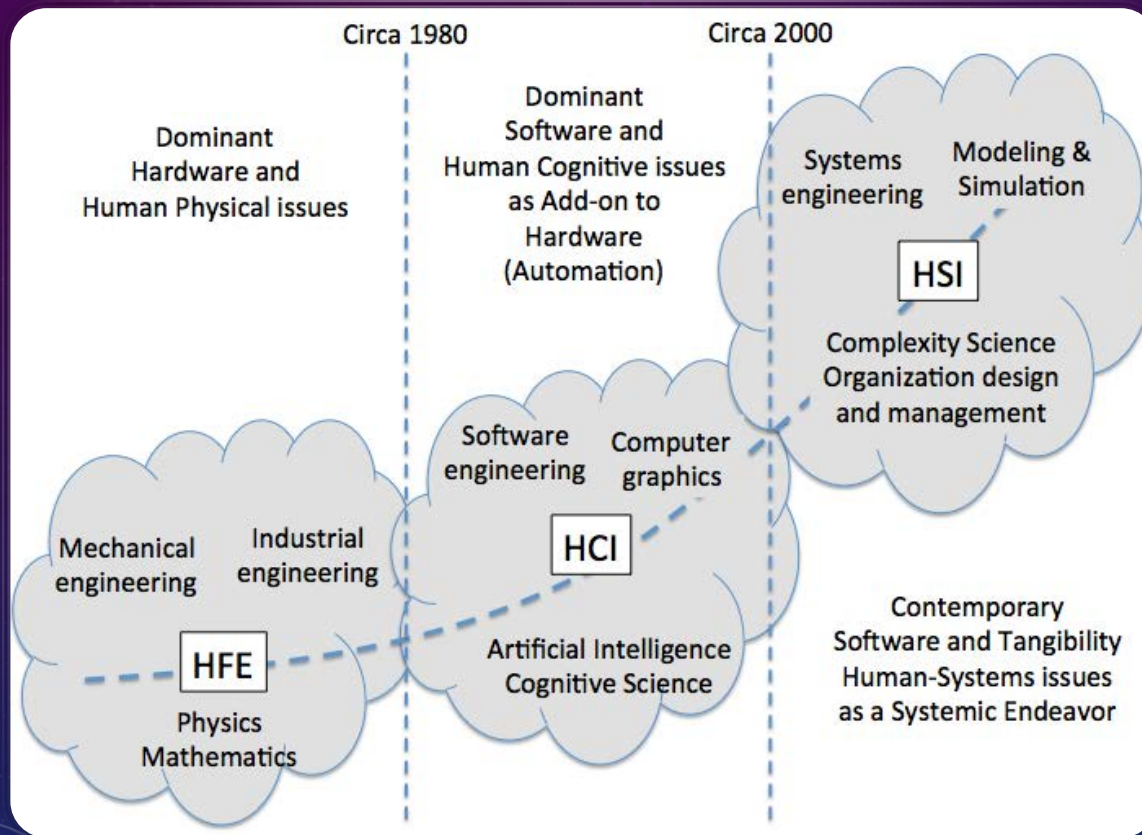 Circa 1980
Circa 2000
Dominant
Hardware and
Human Physical issues
Dominant
Software and
Human Cognitive issues
as Add-on to
Hardware
(Automation)
Systems
engineering
Modeling &
Simulation
HSI
Complexity Science
Organization design
and management
Software
engineering
Computer
graphics
HCI
Artificial Intelligence
Cognitive Science
Mechanical
engineering
Industrial
engineering
HFE
Physics
Mathematics
Contemporary
Software and Tangibility
Human-Systems issues
as a Systemic Endeavor